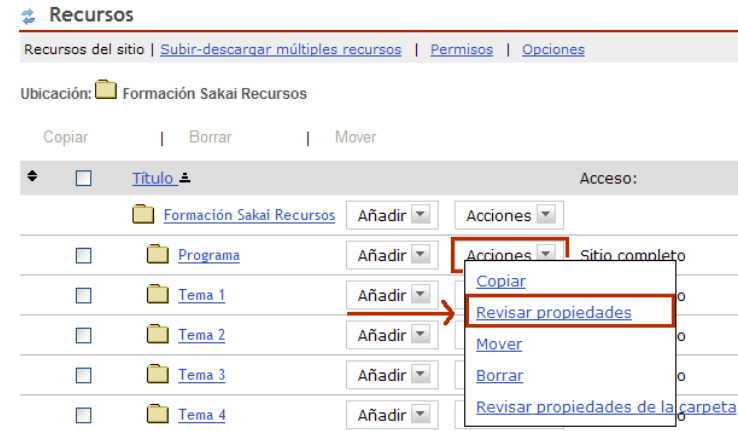 Recursos
Recursos del sitio | Subir-descargar múltiples recursos | Permisos | Opciones
Ubicación: Formación Sakai Recursos
Copiar | Borrar | Mover
Título Acceso:
Formación Sakai Recursos Añadir Acciones
Programa Añadir Acciones Sitio completo
Copiar
Tema 1 Añadir o
Revisar propiedades
Tema 2 Añadir o
Mover
Tema 3 Añadir o
Borrar
Tema 4 Añadir o
Revisar propiedades de la carpeta